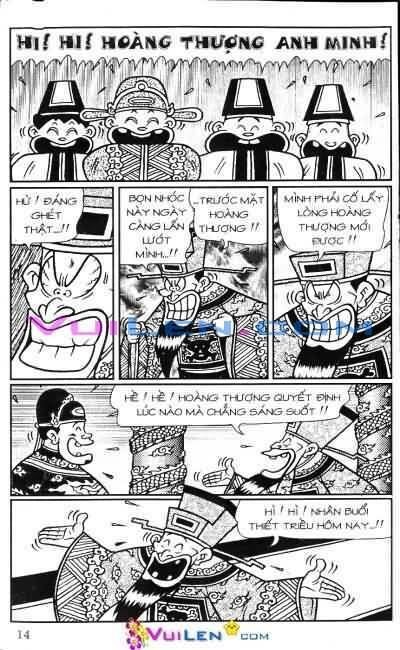 HI! HI! HOÀNG THƯỢNG ANH MINH!
HỪ! ĐÁNG
GHÉT
THẬT...!!
BỌN NHÓC
NÀY NGÀY
CÀNG LẤN
LƯỚT
MÌNH...!!
...TRƯỚC MẶT
HOÀNG
THƯỢNG!!
MÌNH PHẢI CỐ LẤY
LÒNG HOÀNG
THƯỢNG MỚI
ĐƯỢC!!
VUILEN.COM
HÈ! HÈ! HOÀNG THƯỢNG QUYẾT ĐỊNH
LÚC NÀO MÀ CHẲNG SÁNG SUỐT!!
HÌ! HÌ! NHÂN BUỔI
THIẾT TRIỀU HÔM NAY...!!
14
VUILEN.COM